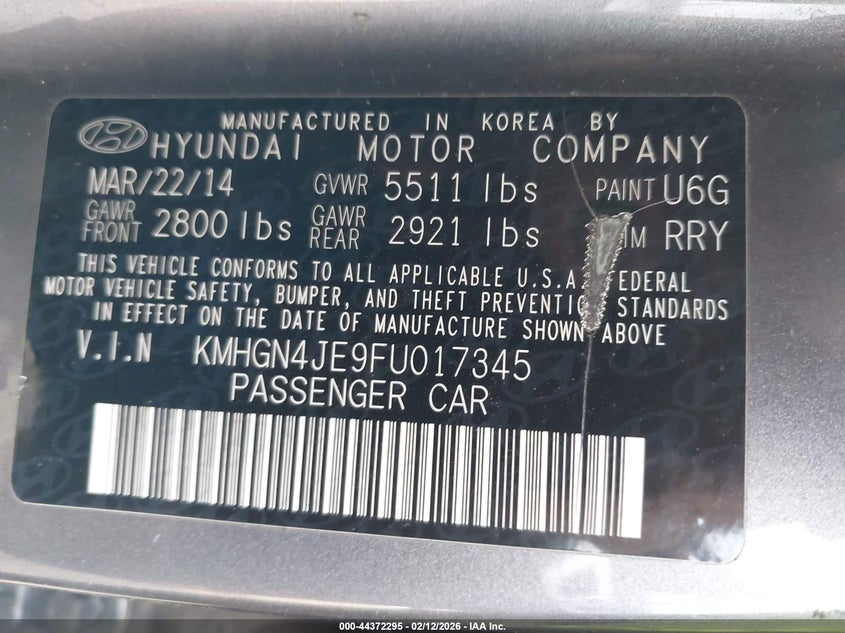 MANUFACTURED IN KOREA BY
HYUNDAI MOTOR COMPANY
MAR/22/14 GVWR 5511 lbs PAINT U6G
GAWR FRONT 2800 lbs GAWR REAR 2921 lbs RRY
THIS VEHICLE CONFORMS TO ALL APPLICABLE U.S.A. FEDERAL
MOTOR VEHICLE SAFETY, BUMPER, AND THEFT STANDARDS
IN EFFECT ON THE DATE OF MANUFACTURE SHOWN ABOVE
V.I.N KMHGN4JE9FU017345
PASSENGER CAR
000-44372295 - 02/12/2026 - IAA Inc.